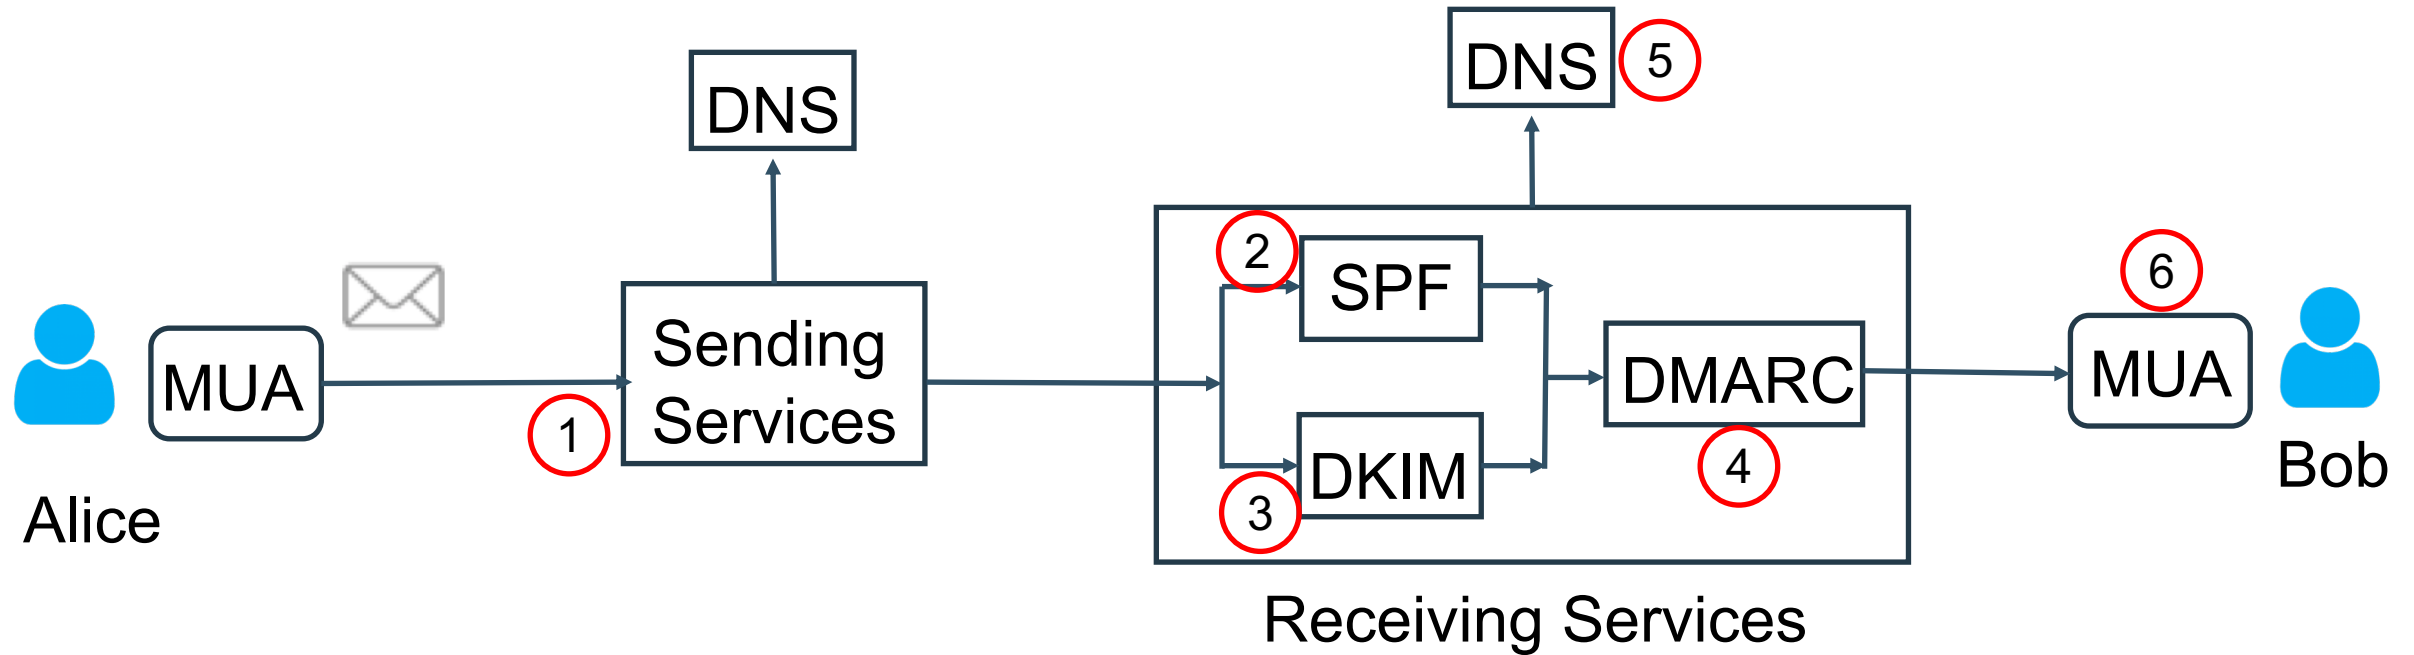 DNS
DNS
5
2
SPF
6
Sending
Services
MUA
1
DMARC
MUA
DKIM
3
4
Alice
Bob
Receiving Services